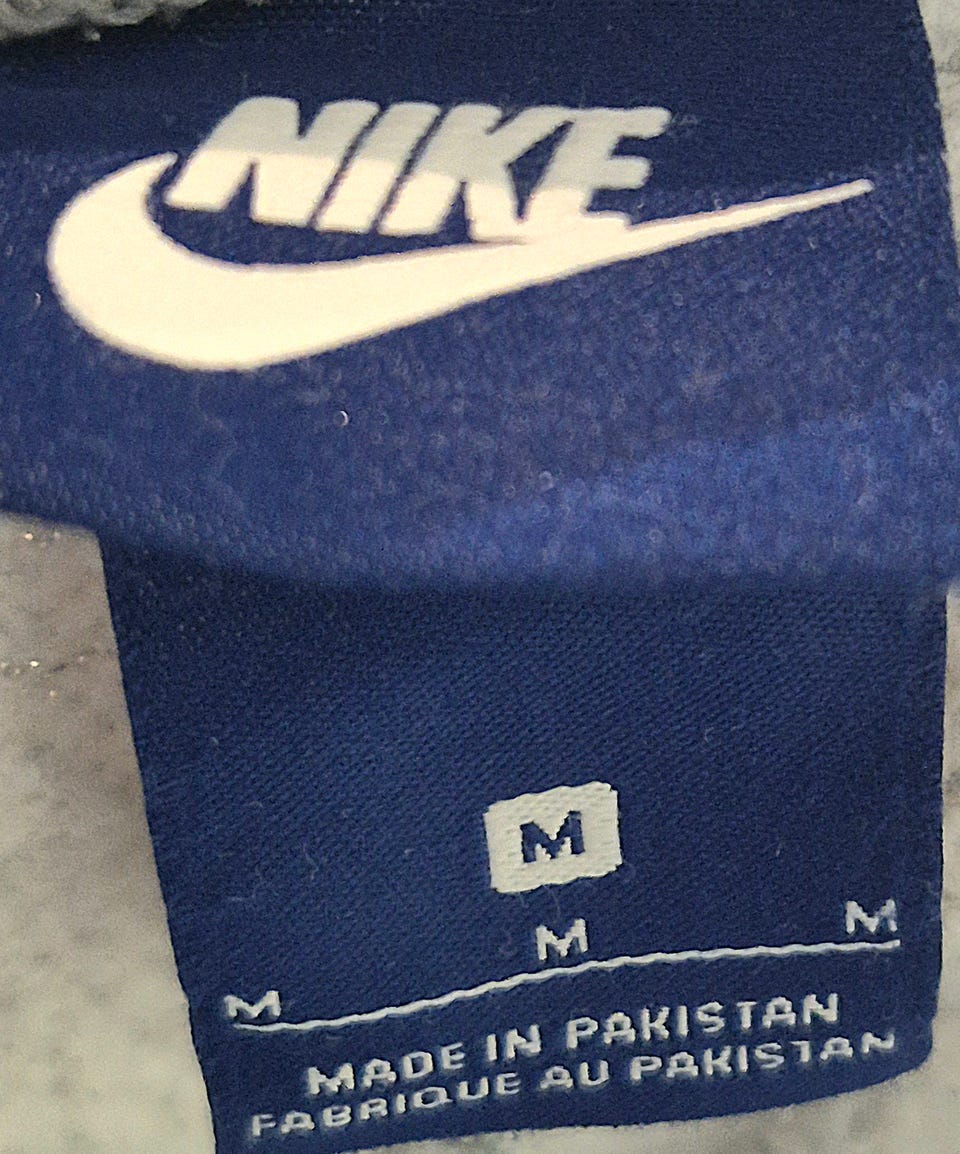 NIKE
M
M M M
MADE IN PAKISTAN
FABRIQUE AU PAKISTAN